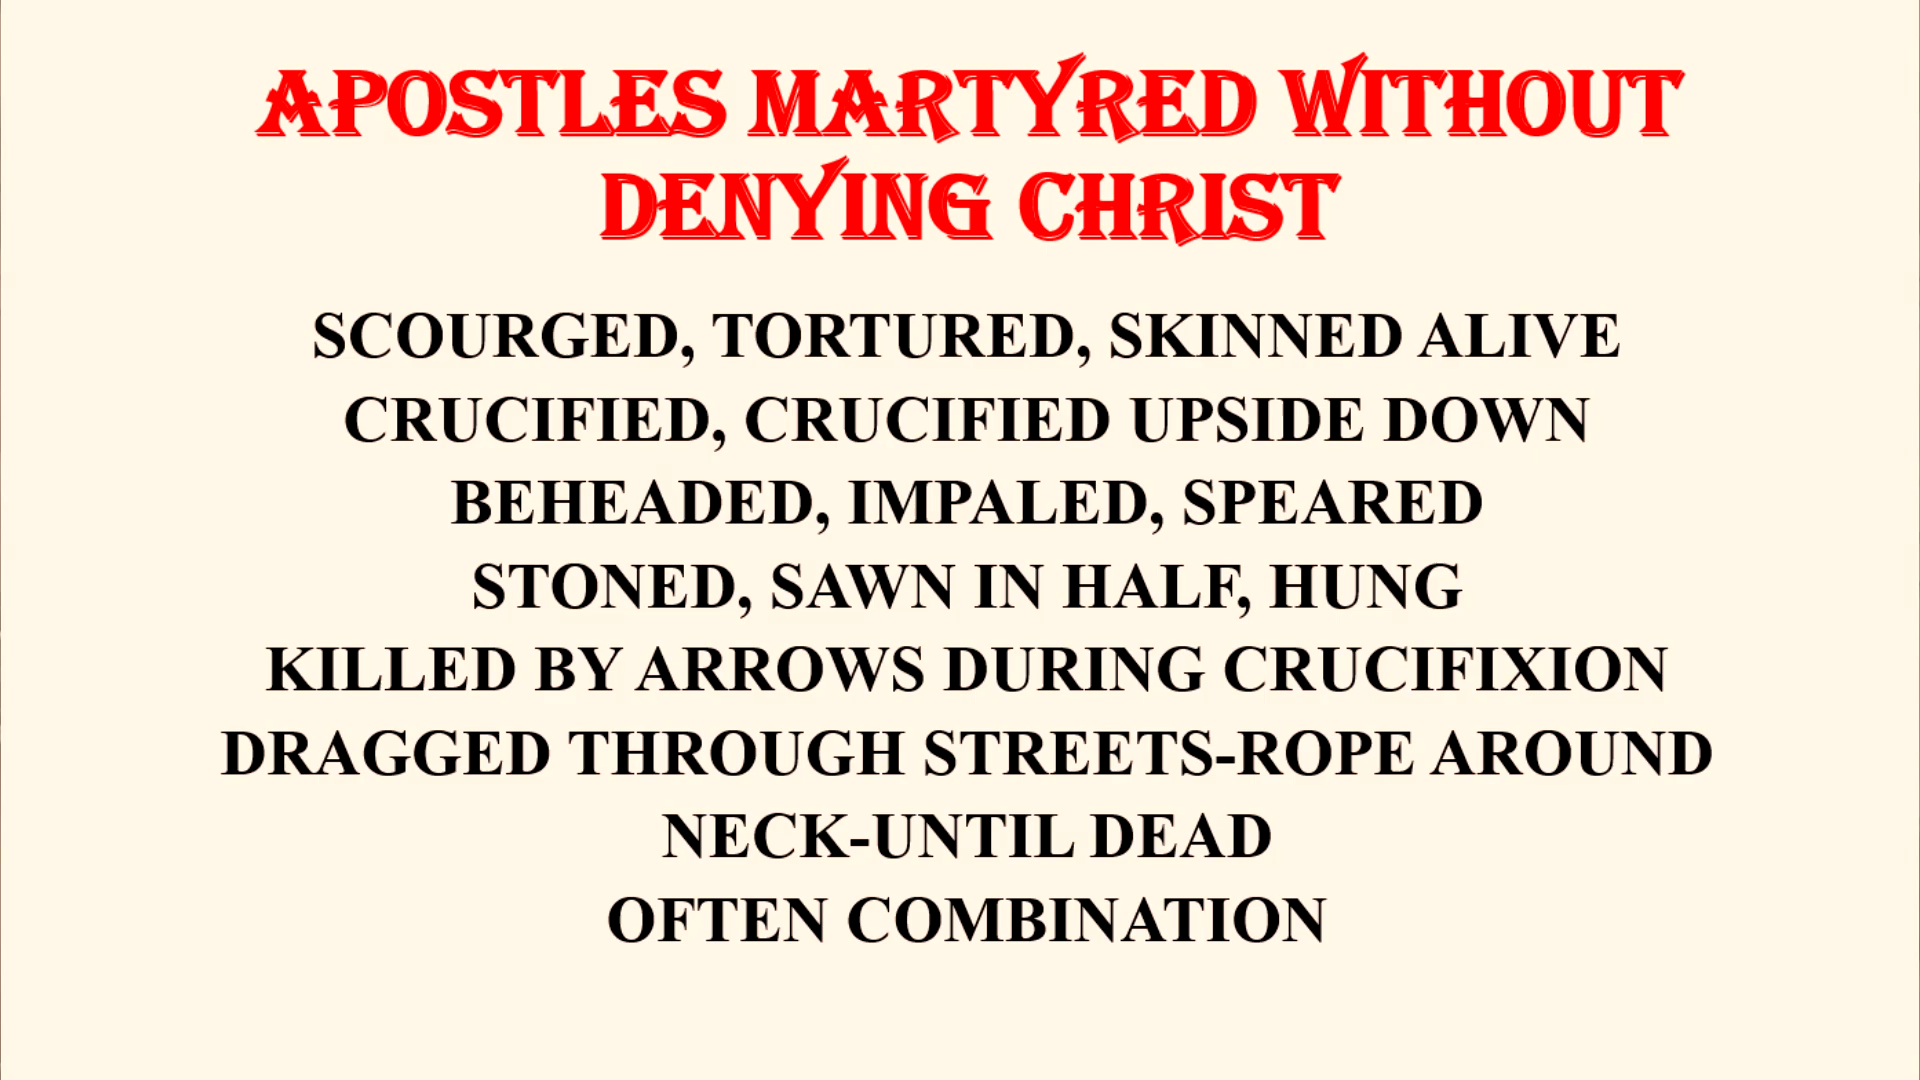 APOSTLES MARTYRED WITHOUT
DENYING CHRIST
SCOURGED, TORTURED, SKINNED ALIVE
CRUCIFIED, CRUCIFIED UPSIDE DOWN
BEHEADED, IMPALED, SPEARED
STONED, SAWN IN HALF, HUNG
KILLED BY ARROWS DURING CRUCIFIXION
DRAGGED THROUGH STREETS-ROPE AROUND
NECK-UNTIL DEAD
OFTEN COMBINATION